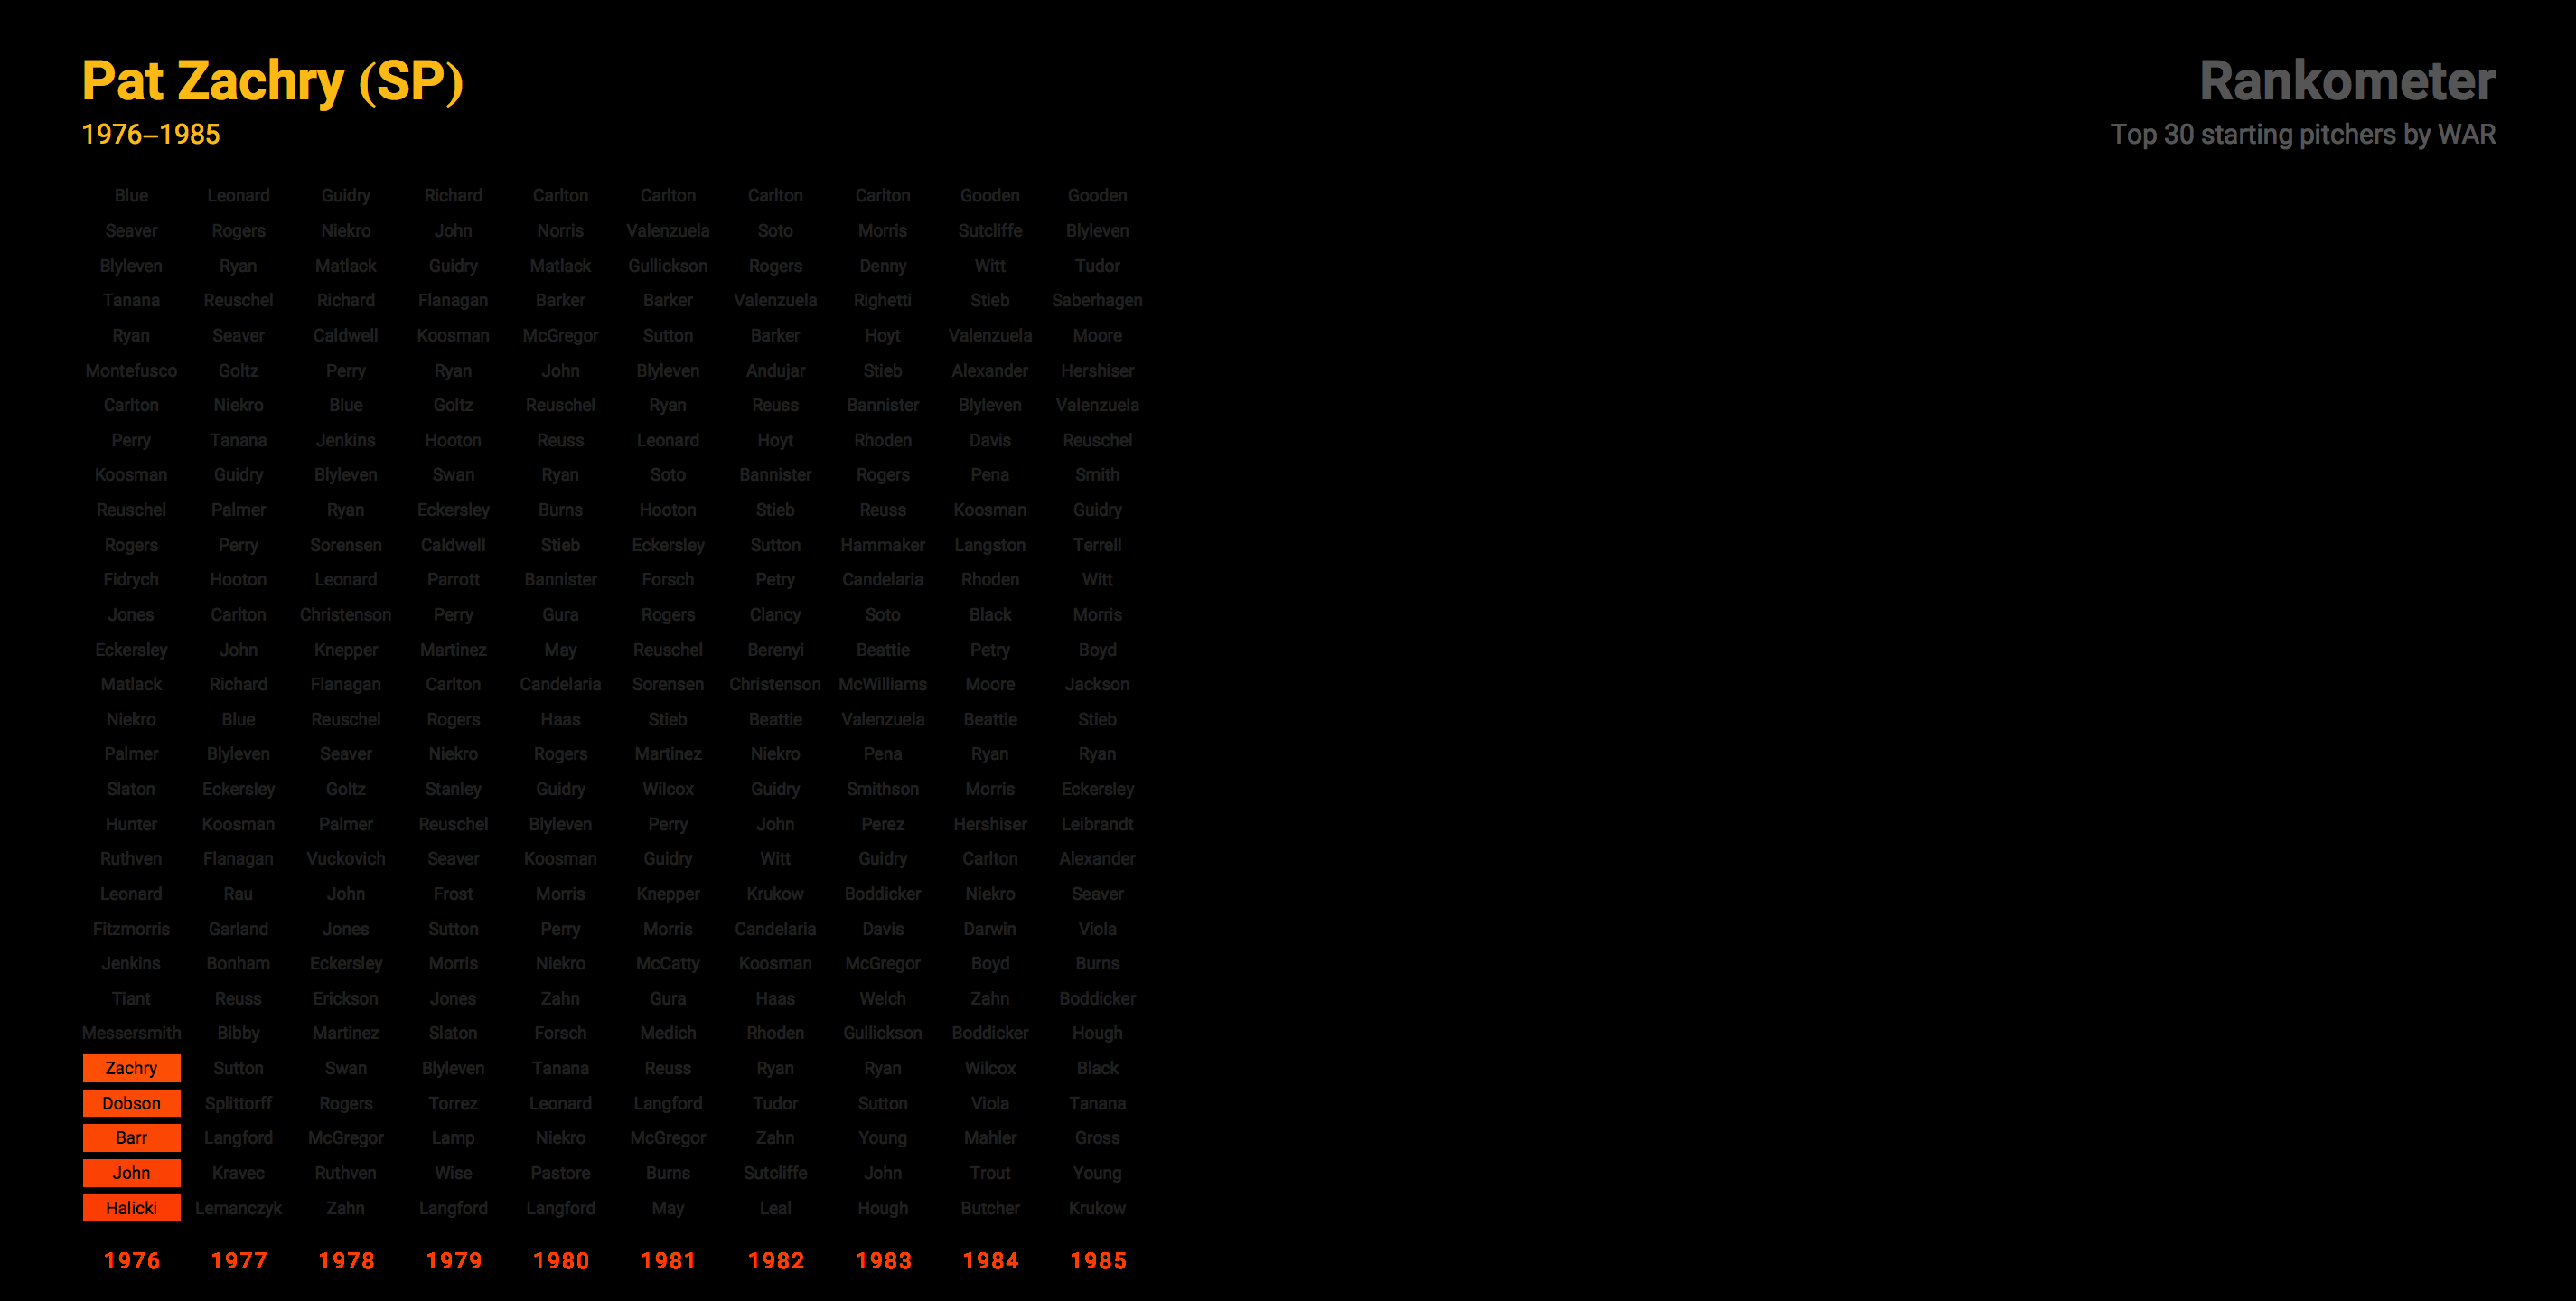 Pat Zachry (SP)
1976–1985
Rankometer
Top 30 starting pitchers by WAR
Blue Leonard Guidry Richard Carlton Carlton Carlton Carlton Gooden Gooden
Seaver Rogers Niekro John Norris Valenzuela Soto Morris Sutcliffe Blyleven
Blyleven Ryan Matlack Guidry Matlack Gullickson Rogers Denny Witt Tudor
Tanana Reuschel Richard Flanagan Barker Barker Valenzuela Righetti Stieb Saberhagen
Ryan Seaver Caldwell Koosman McGregor Sutton Barker Hoyt Valenzuela Moore
Montefusco Goltz Perry Ryan John Blyleven Andujar Stieb Alexander Hershiser
Carlton Niekro Blue Goltz Reuschel Ryan Reuss Bannister Blyleven Valenzuela
Perry Tanana Jenkins Hooton Reuss Leonard Hoyt Rhoden Davis Reuschel
Koosman Guidry Blyleven Swan Ryan Soto Bannister Rogers Pena Smith
Reuschel Palmer Ryan Eckersley Burns Hooton Stieb Reuss Koosman Guidry
Rogers Perry Sorensen Caldwell Stieb Eckersley Sutton Hammaker Langston Terrell
Fidrych Hooton Leonard Parrott Bannister Forsch Petry Candelaria Rhoden Witt
Jones Carlton Christenson Perry Gura Rogers Clancy Soto Black Morris
Eckersley John Knepper Martinez May Reuschel Berenyi Beattie Petry Boyd
Matlack Richard Flanagan Carlton Candelaria Sorensen Christenson McWilliams Moore Jackson
Niekro Blue Reuschel Rogers Haas Stieb Beattie Valenzuela Beattie Stieb
Palmer Blyleven Seaver Niekro Rogers Martinez Niekro Pena Ryan Ryan
Slaton Eckersley Goltz Stanley Guidry Wilcox Guidry Smithson Morris Eckersley
Hunter Koosman Palmer Reuschel Blyleven Perry John Perez Hershiser Leibrandt
Ruthven Flanagan Vuckovich Seaver Koosman Guidry Witt Guidry Carlton Alexander
Leonard Rau John Frost Morris Knepper Krukow Boddicker Niekro Seaver
Fitzmorris Garland Jones Sutton Perry Morris Candelaria Davis Darwin Viola
Jenkins Bonham Eckersley Morris Niekro McCatty Koosman McGregor Boyd Burns
Tiant Reuss Erickson Jones Zahn Gura Haas Welch Zahn Boddicker
Messersmith Bibby Martinez Slaton Forsch Medich Rhoden Gullickson Boddicker Hough
Zachry Sutton Swan Blyleven Tanana Reuss Ryan Ryan Wilcox Black
Dobson Splittorff Rogers Torrez Leonard Langford Tudor Sutton Viola Tanana
Barr Langford McGregor Lamp Niekro McGregor Zahn Young Mahler Gross
John Kravec Ruthven Wise Pastore Burns Sutcliffe John Trout Young
Halicki Lemanczyk Zahn Langford Langford May Leal Hough Butcher Krukow
1976 1977 1978 1979 1980 1981 1982 1983 1984 1985